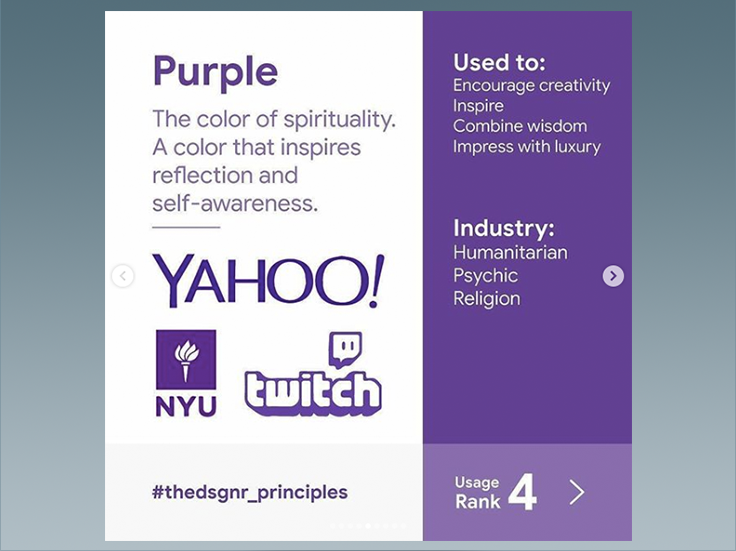 Purple
The color of spirituality.
A color that inspires
reflection and
self-awareness.
YAHOO!
NYU
twitch
#thedsgnr_principles
Used to:
Encourage creativity
Inspire
Combine wisdom
Impress with luxury
Industry:
Humanitarian
Psychic
Religion
Usage
Rank 4